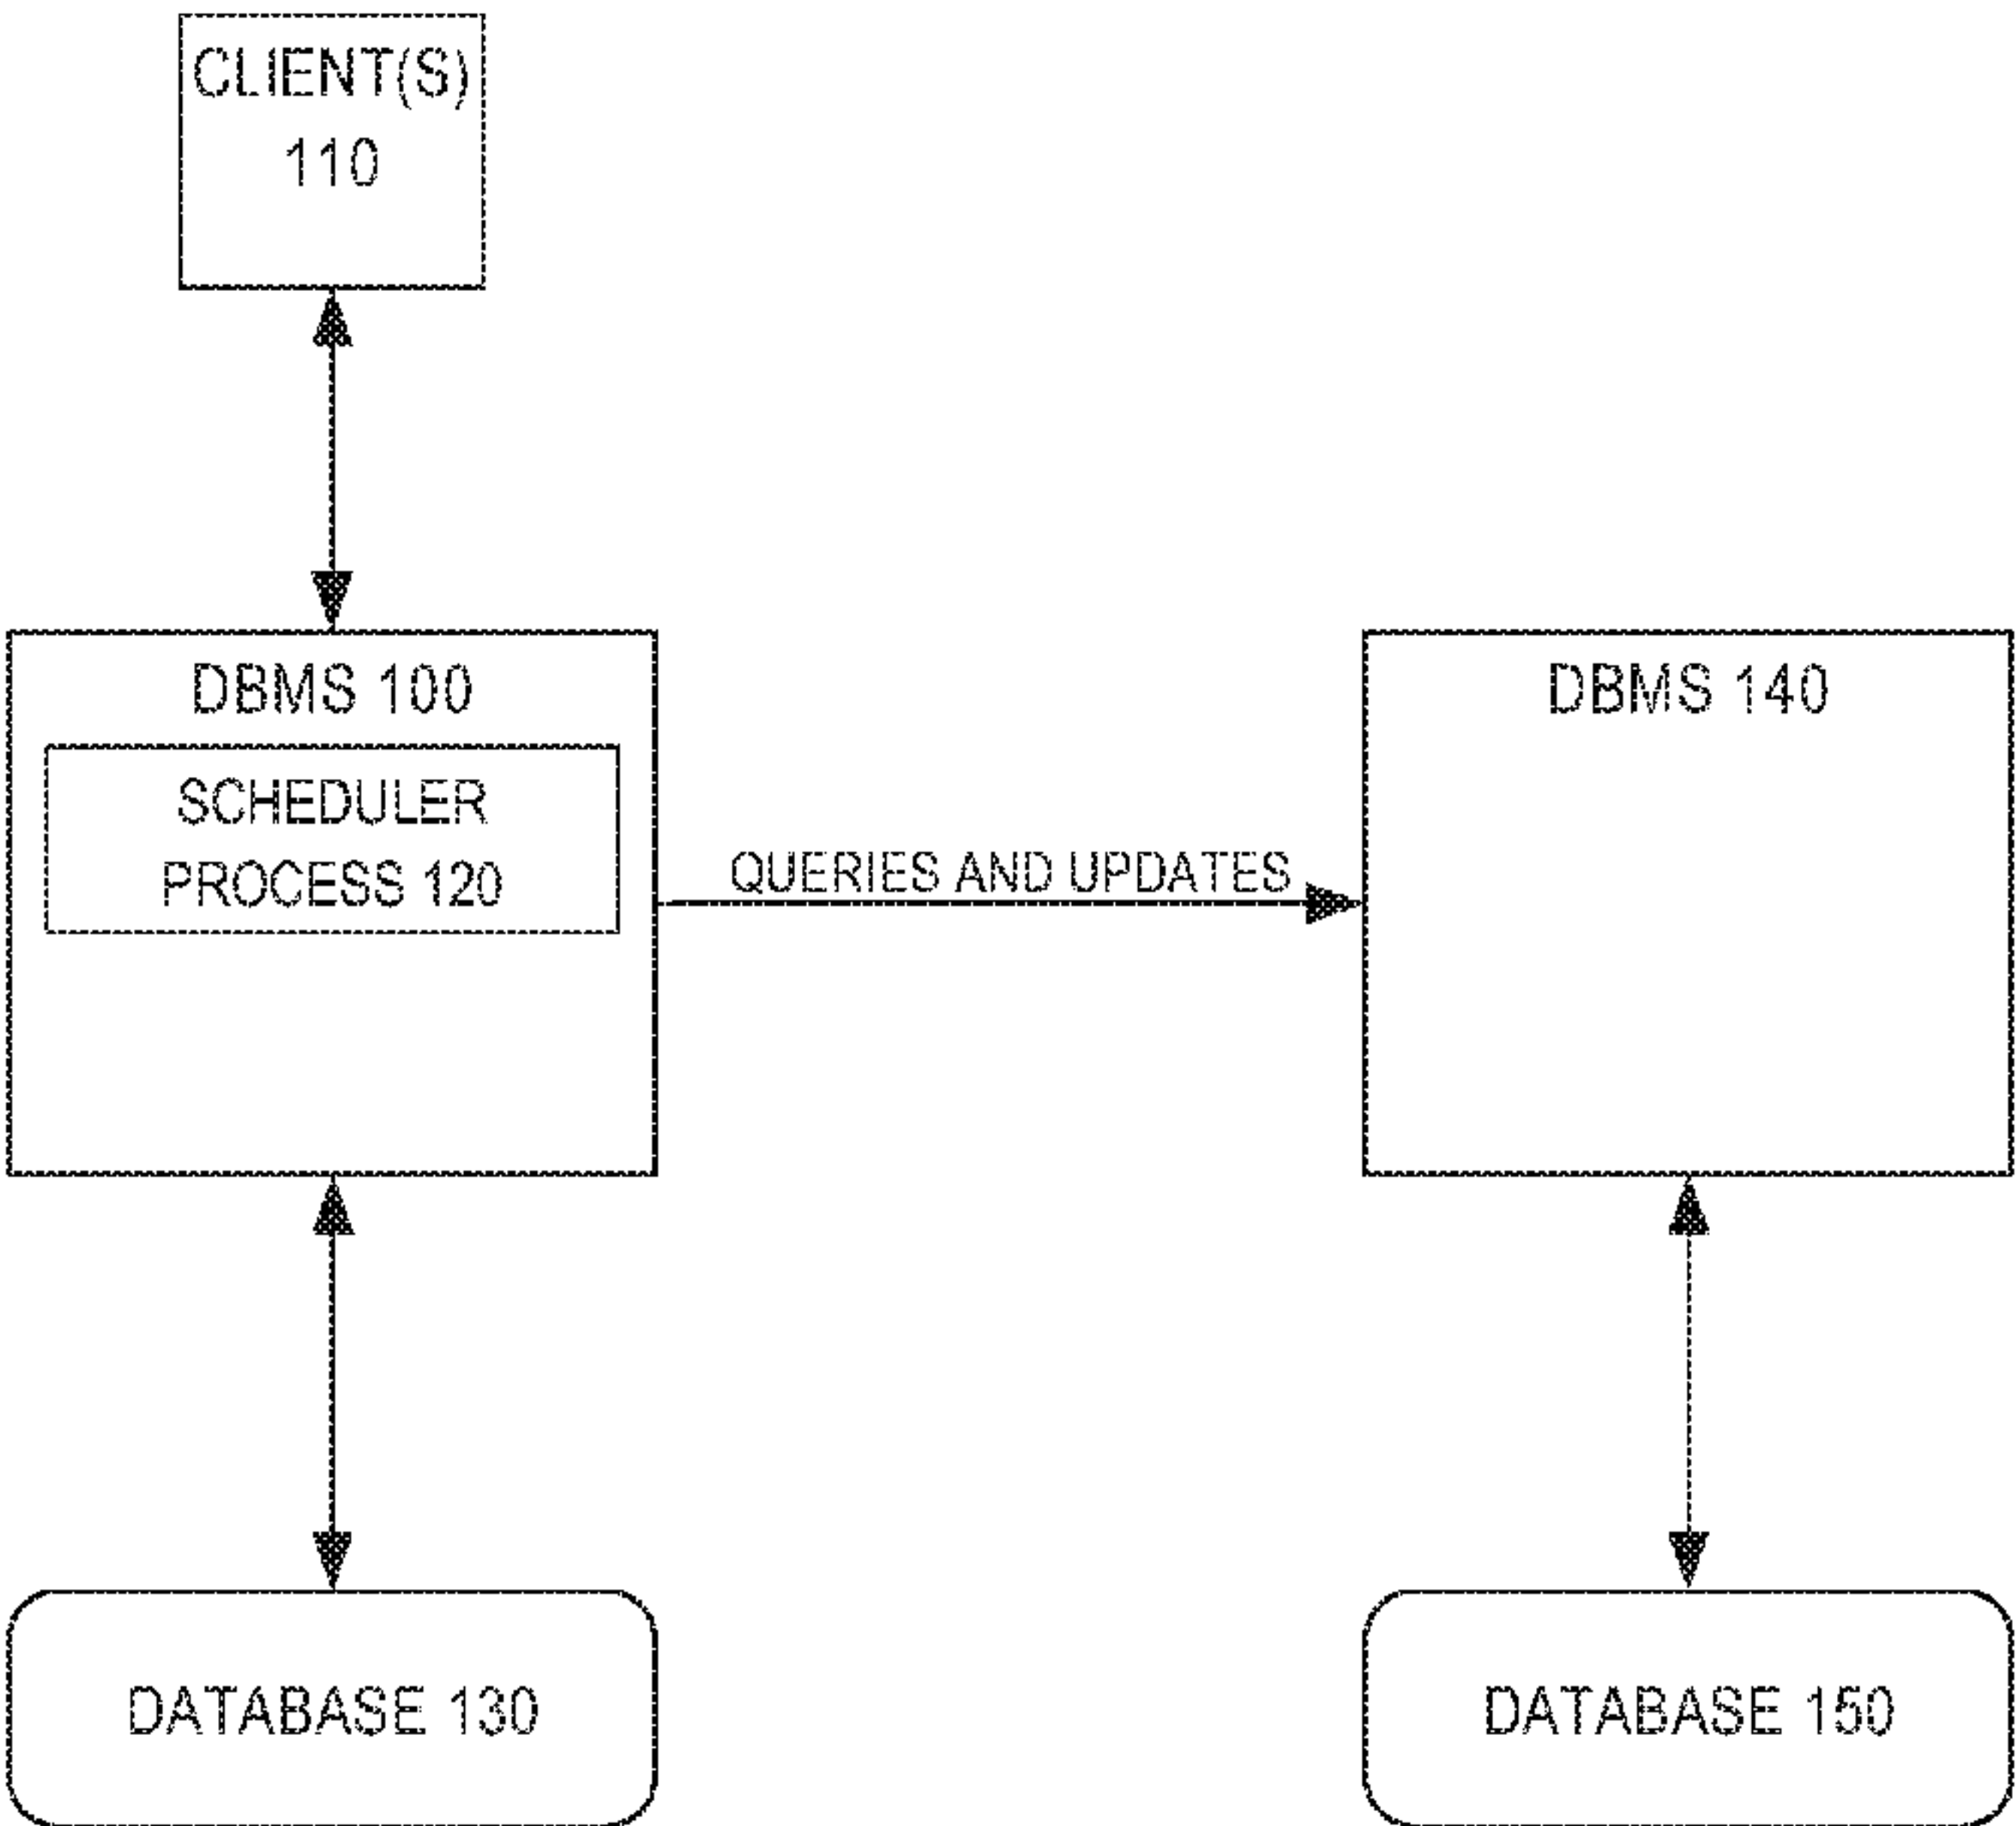 CLIENT(S)
110
DBMS 100
SCHEDULER
PROCESS 120
QUERIES AND UPDATES
DBMS 140
DATABASE 130
DATABASE 150